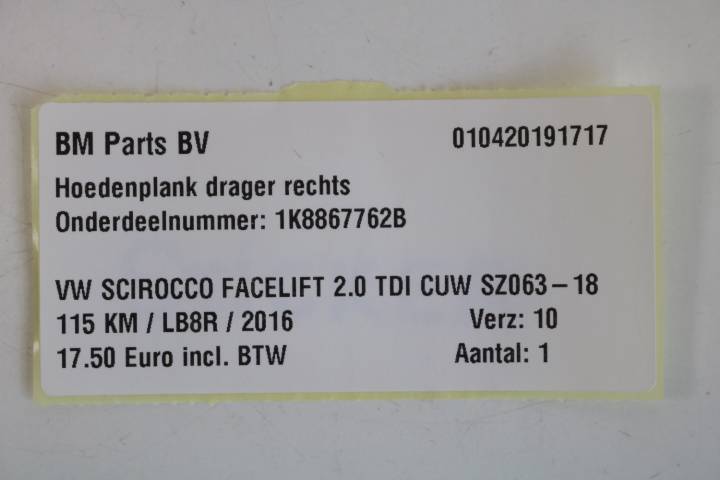 BM Parts BV 010420191717
Hoedenplank drager rechts
Onderdeelnummer: 1K8867762B
VW SCIROCCO FACELIFT 2.0 TDI CUW SZ063-18
115 KM / LB8R / 2016 Verz: 10
17.50 Euro incl. BTW Aantal: 1